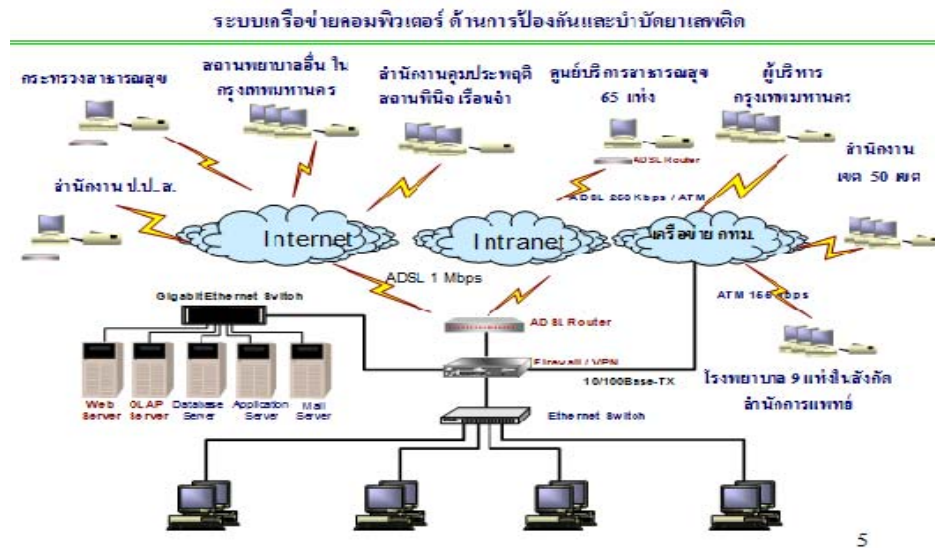 ระบบเครือข่ายคอมพิวเตอร์ ด้านการป้องกันและบำบัดยาเสพติด
กระทรวงสาธารณสุข
สถานพยาบาลอื่น ใน
กรุงเทพมหานคร
สำนักงานคุมประพฤติ
สถานพินิจ เรือนจำ
ศูนย์บริการสาธารณสุข
65 แห่ง
ผู้บริหาร
กรุงเทพมหานคร
สำนักงาน ป.ป.ส.
ADSL Router
สำนักงาน
เขต 50 เขต
ADSL Kbps / ATM
Internet
Intranet
เครือข่าย กทม.
ADSL 1 Mbps
ATM
Gigabit Ethernet Switch
ADSL Router
Firewall / VPN
10/100Base-TX
โรงพยาบาล 9 แห่งในสังกัด
สำนักการแพทย์
Web Server
OLAP Server
Database Server
Application Server
Mail Server
Ethernet Switch
5